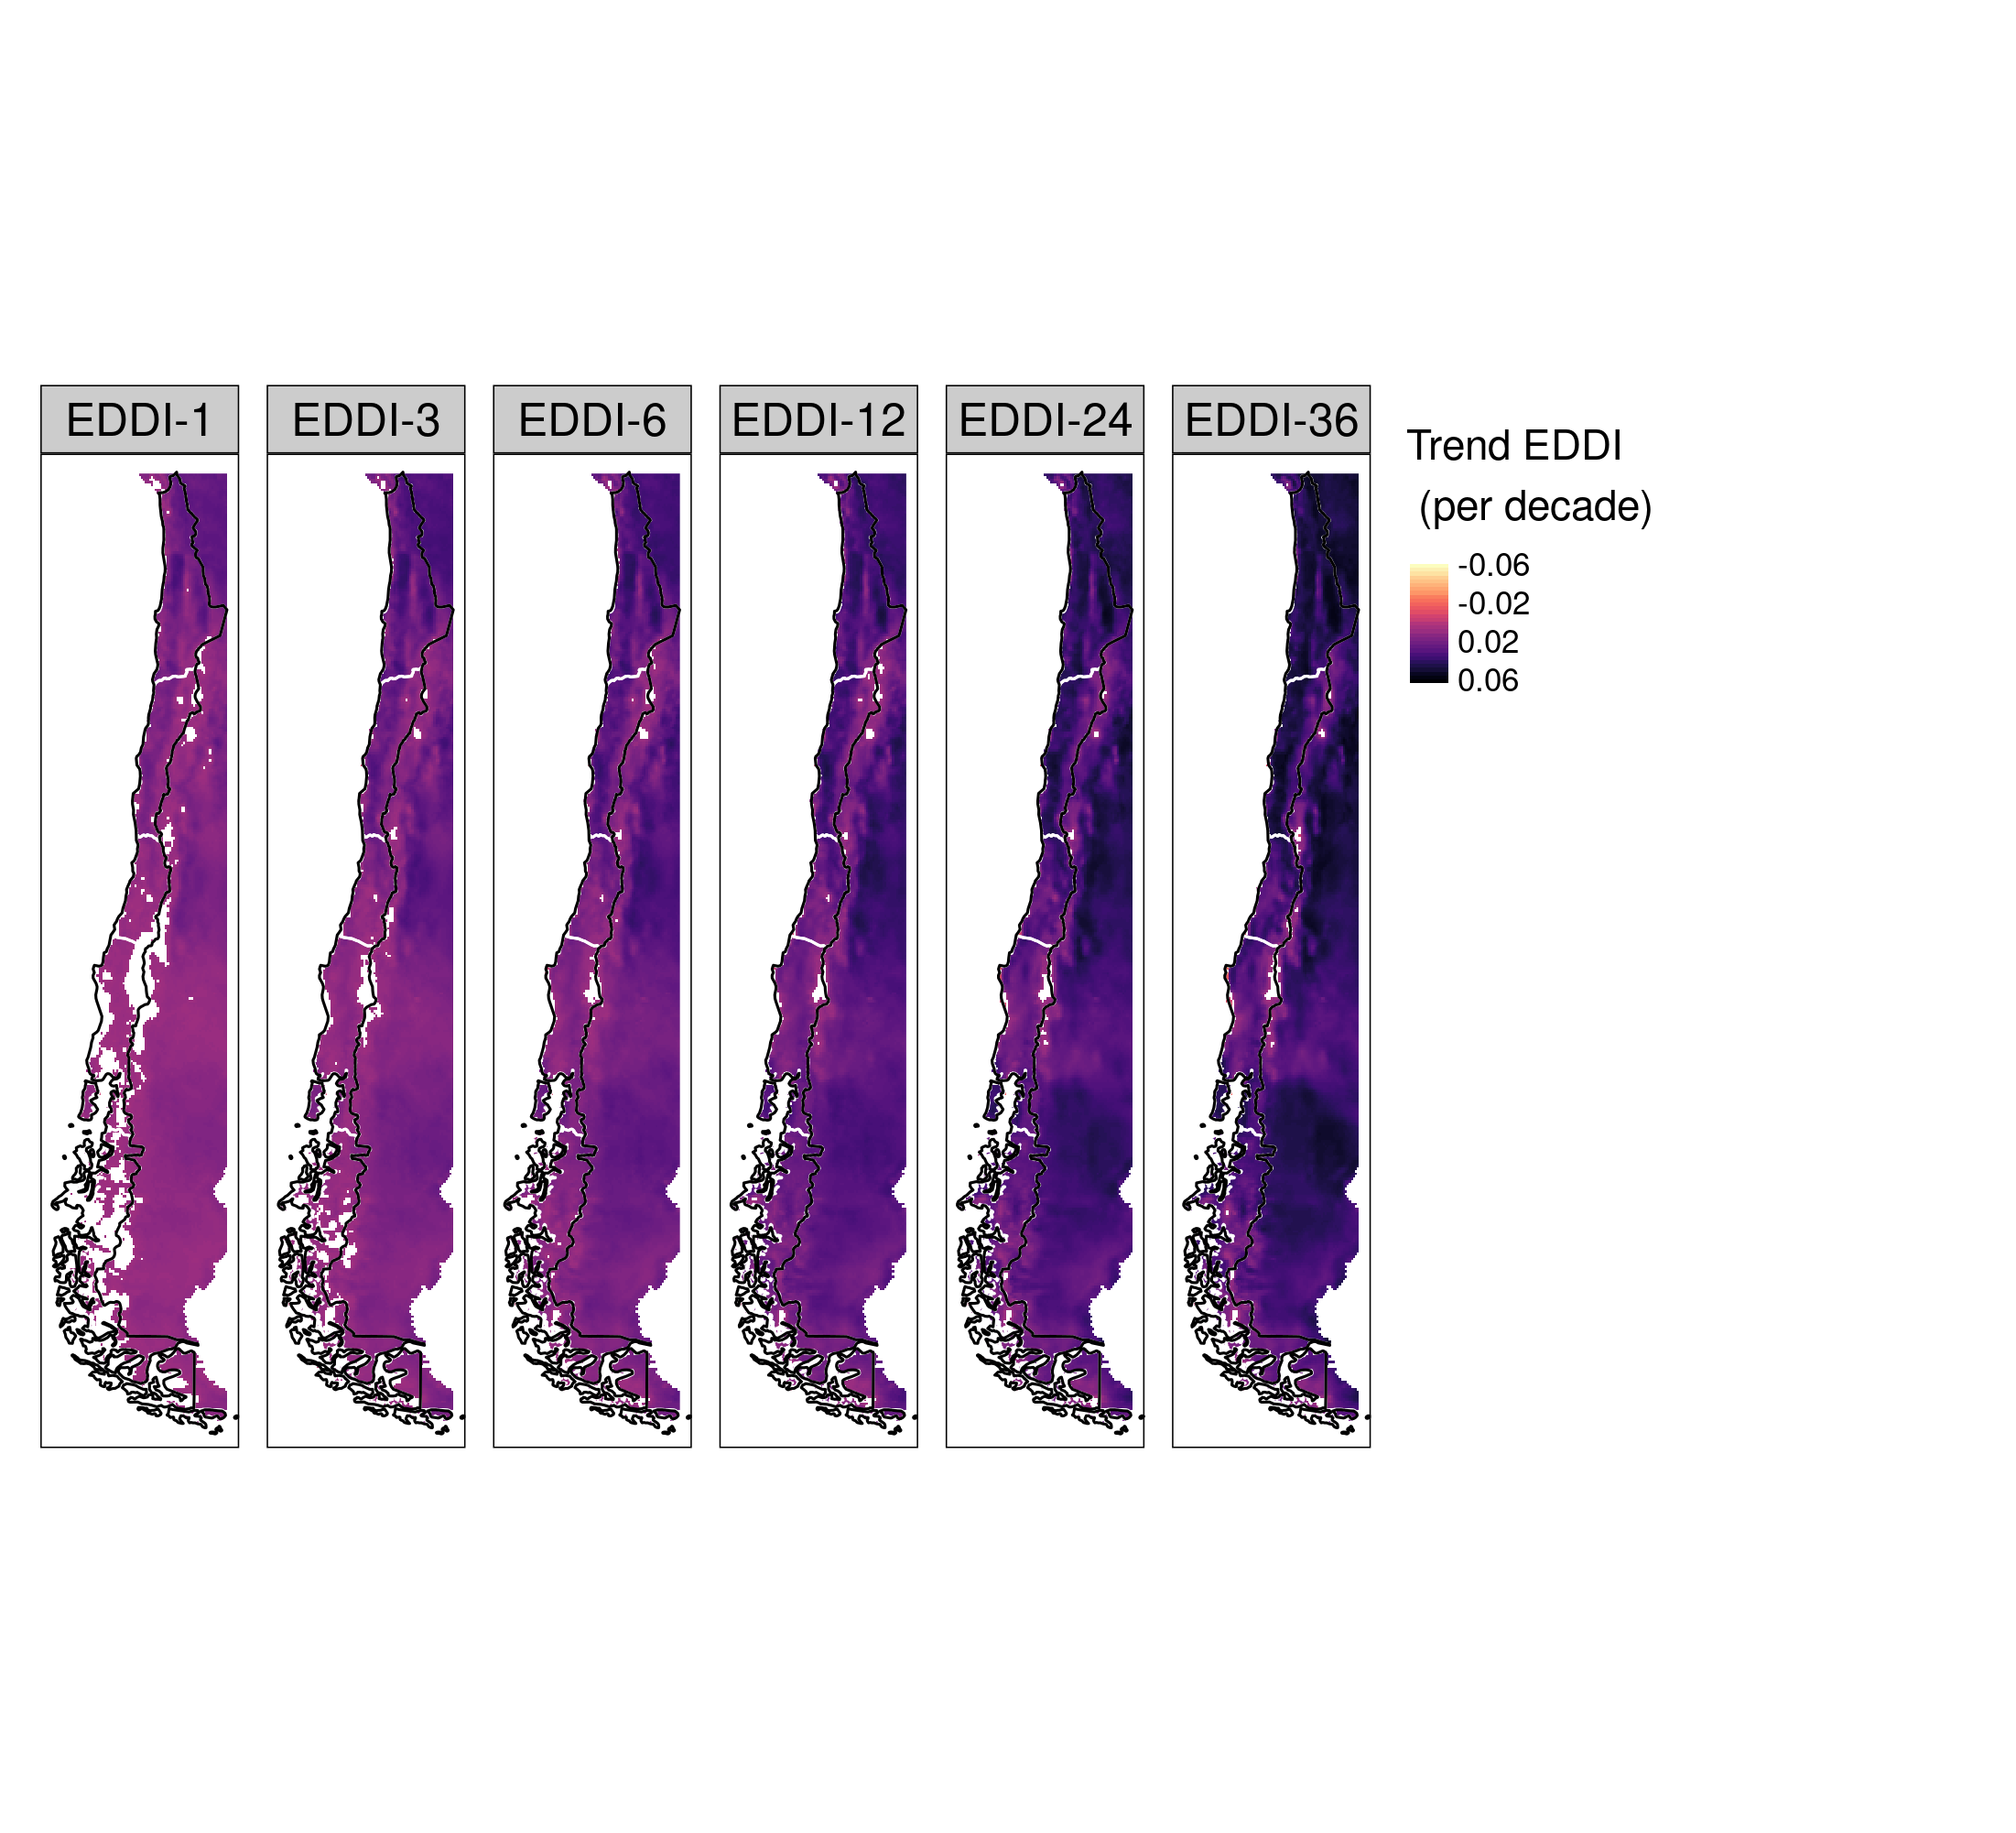 EDDI-1 EDDI-3 EDDI-6 EDDI-12 EDDI-24 EDDI-36
Trend EDDI
(per decade)
-0.06
-0.02
0.02
0.06